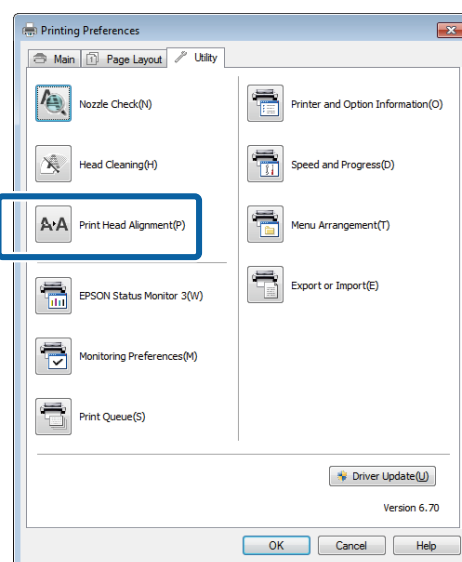 Printing Preferences
Main 1 Page Layout Utility
Nozzle Check(N)
Printer and Option Information(O)
Head Cleaning(H)
Speed and Progress(D)
A A Print Head Alignment(P)
Menu Arrangement(T)
EPSON Status Monitor 3(W)
Export or Import(E)
Monitoring Preferences(M)
Print Queue(S)
Driver Update(U)
Version 6.70
OK Cancel Help